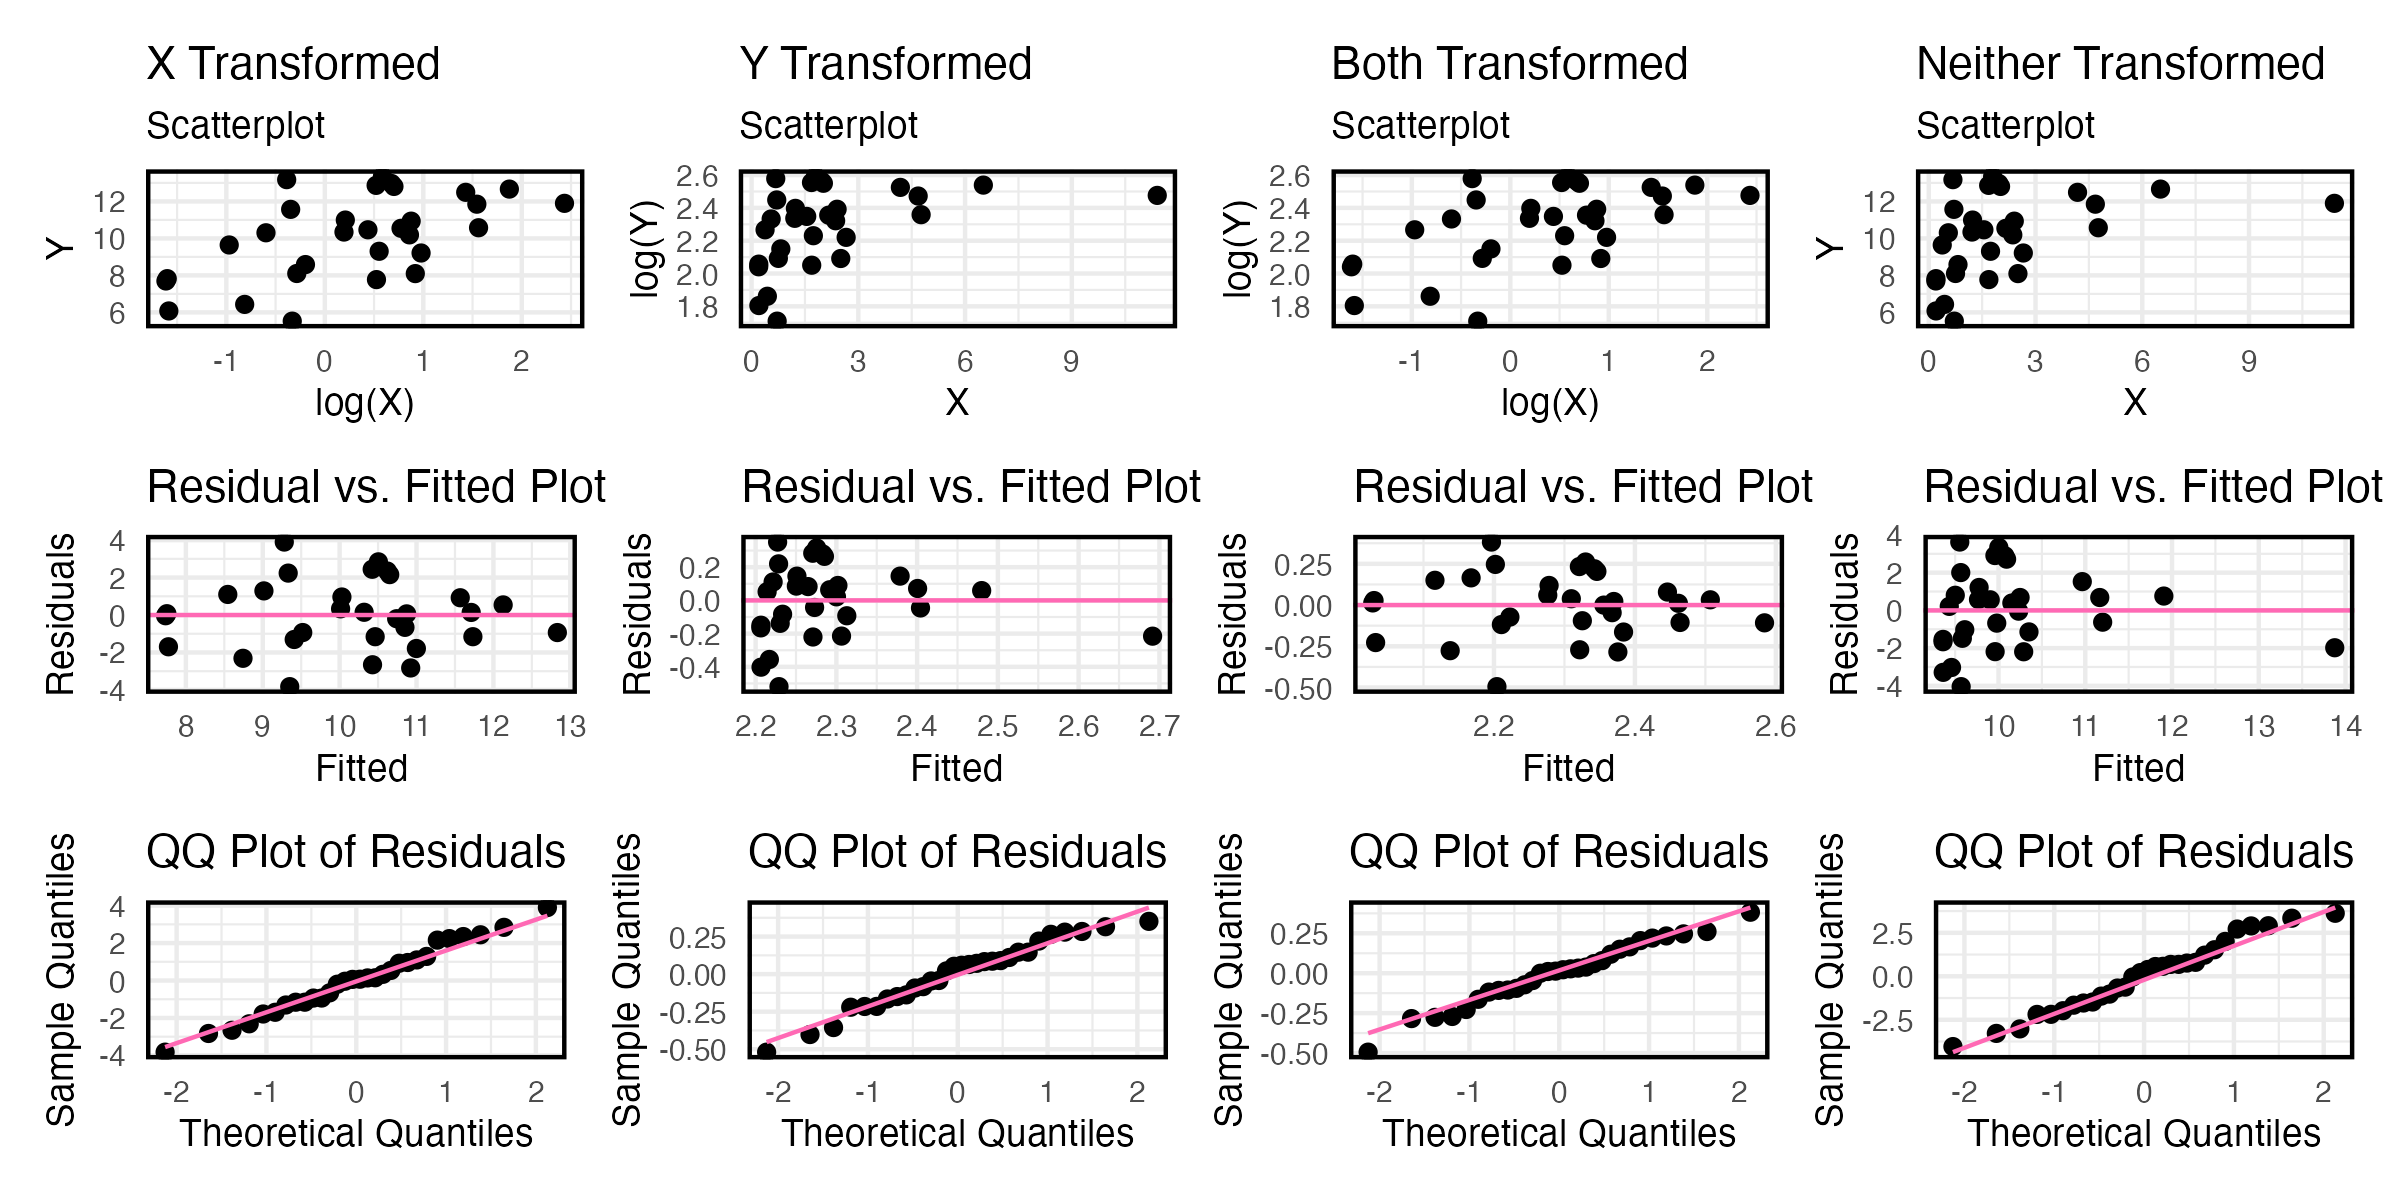 X Transformed
Scatterplot
Y
12
10
8
6
-1 0 1 2
log(X)
Y Transformed
Scatterplot
log(Y)
2.6
2.4
2.2
2.0
1.8
0 3 6 9
X
Both Transformed
Scatterplot
log(Y)
2.6
2.4
2.2
2.0
1.8
-1 0 1 2
log(X)
Neither Transformed
Scatterplot
Y
12
10
8
6
0 3 6 9
X
Residual vs. Fitted Plot
Residuals
4
2
0
-2
-4
8 9 10 11 12 13
Fitted
Residual vs. Fitted Plot
Residuals
0.2
0.0
-0.2
-0.4
2.2 2.3 2.4 2.5 2.6 2.7
Fitted
Residual vs. Fitted Plot
Residuals
0.25
0.00
-0.25
-0.50
2.2 2.4 2.6
Fitted
Residual vs. Fitted Plot
Residuals
4
2
0
-2
-4
10 11 12 13 14
Fitted
QQ Plot of Residuals
Sample Quantiles
4
2
0
-2
-4
-2 -1 0 1 2
Theoretical Quantiles
QQ Plot of Residuals
Sample Quantiles
0.25
0.00
-0.25
-0.50
-2 -1 0 1 2
Theoretical Quantiles
QQ Plot of Residuals
Sample Quantiles
0.25
0.00
-0.25
-0.50
-2 -1 0 1 2
Theoretical Quantiles
QQ Plot of Residuals
Sample Quantiles
2.5
0.0
-2.5
-2 -1 0 1 2
Theoretical Quantiles